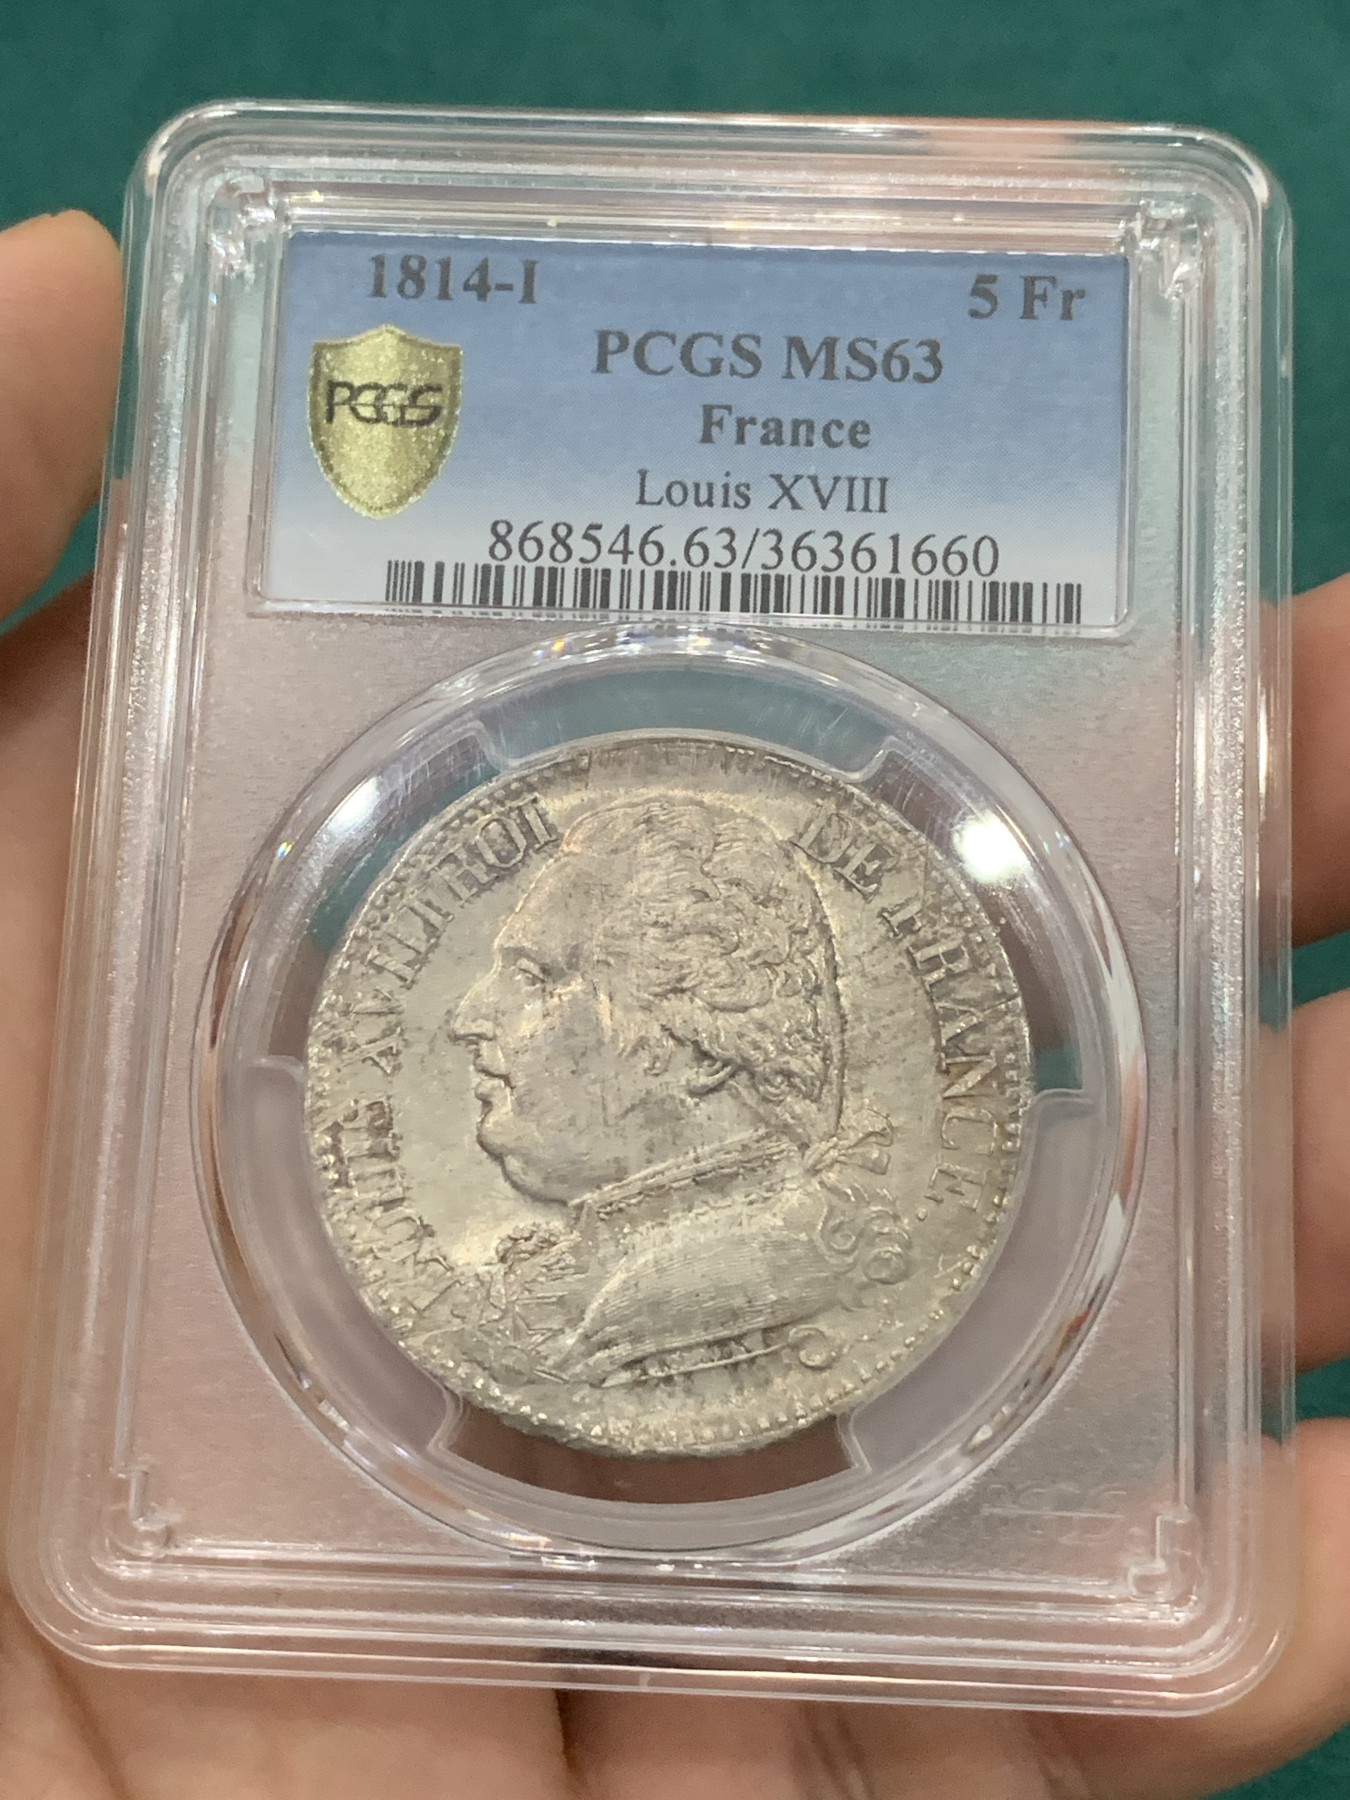 1814-I 5 Fr
PCGS MS63
PCGS
France
Louis XVIII
868546.63/36361660
LOUIS XVIII ROI DE FRANCE.